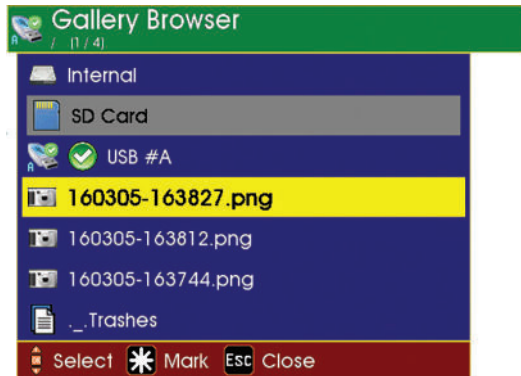 Gallery Browser
/ (1 / 4)
Internal
SD Card
A USB #A
160305-163827.png
160305-163812.png
160305-163744.png
._.Trashes
Select Mark Esc Close